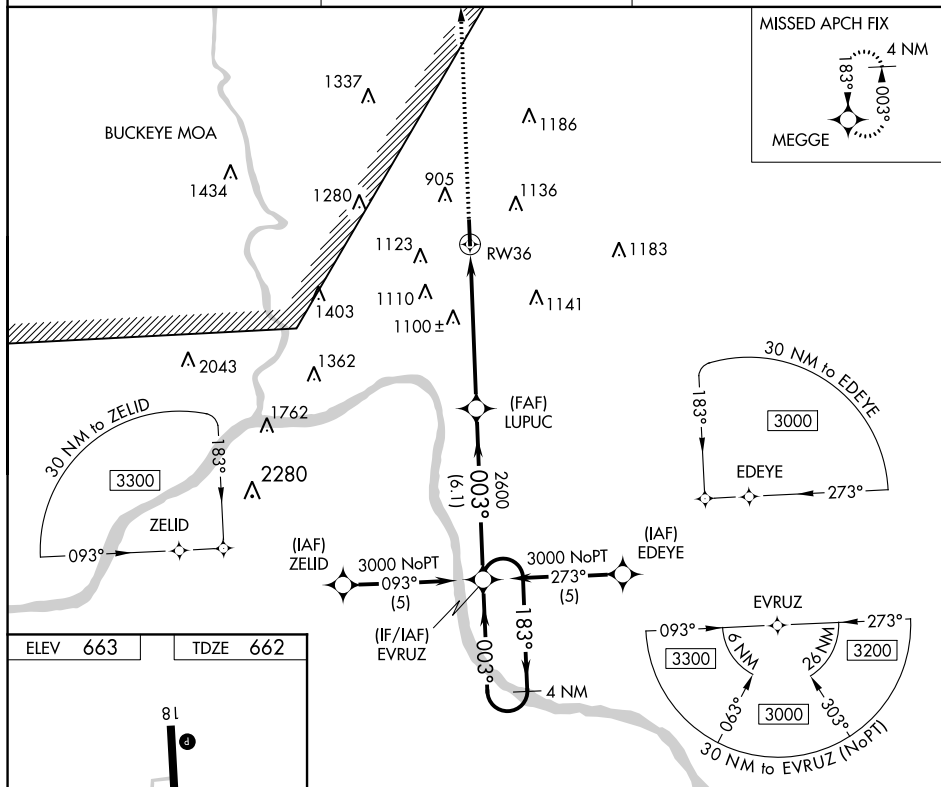 MISSED APCH FIX
4 NM
183°
003°
MEGGE
1337
1186
BUCKEYE MOA
1434
1280
905
1136
1123
RW36
1183
1110
1403
1141
1100 ±
2043
1362
1762
2280
(FAF)
LUPUC
30 NM to ZELID
183°
3300
ZELID
093°
30 NM to EDEYE
183°
3000
EDEYE
273°
2600
003°
(6.1)
(IAF)
ZELID
3000 NoPT
093°
(5)
3000 NoPT
273°
(5)
(IAF)
EDEYE
(IF/IAF)
EVRUZ
003°
183°
4 NM
EVRUZ
093°
273°
3300
6 NM
26 NM
3200
063°
303°
3000
30 NM to EVRUZ (NoPT)
ELEV 663
TDZE 662
18
P